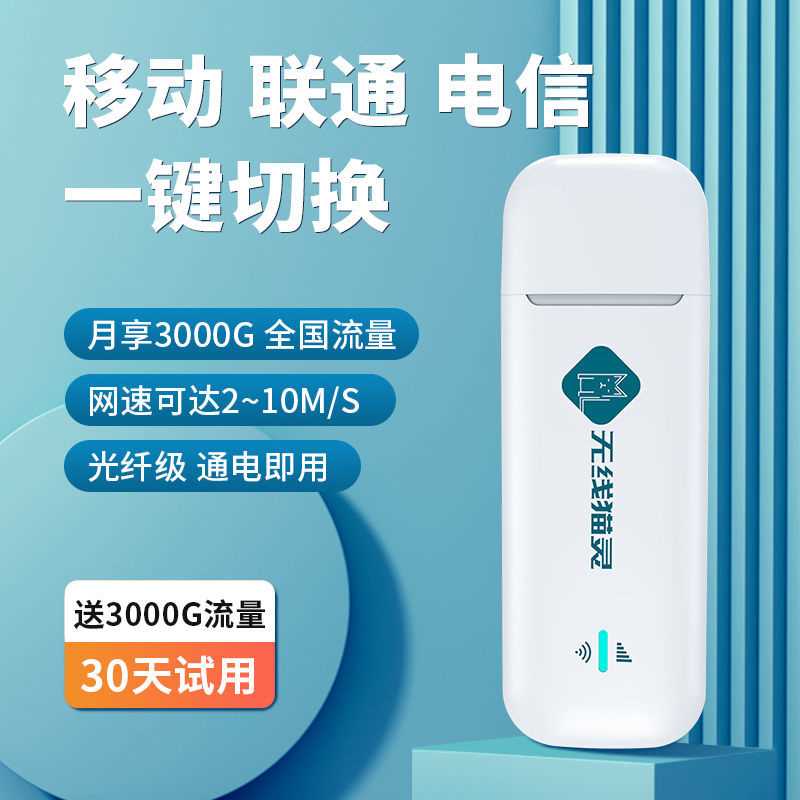 移动 联通 电信
一键切换
月享3000G 全国流量
网速可达2~10M/S
光纤级 通电即用
送3000G流量
30天试用
无线猫灵